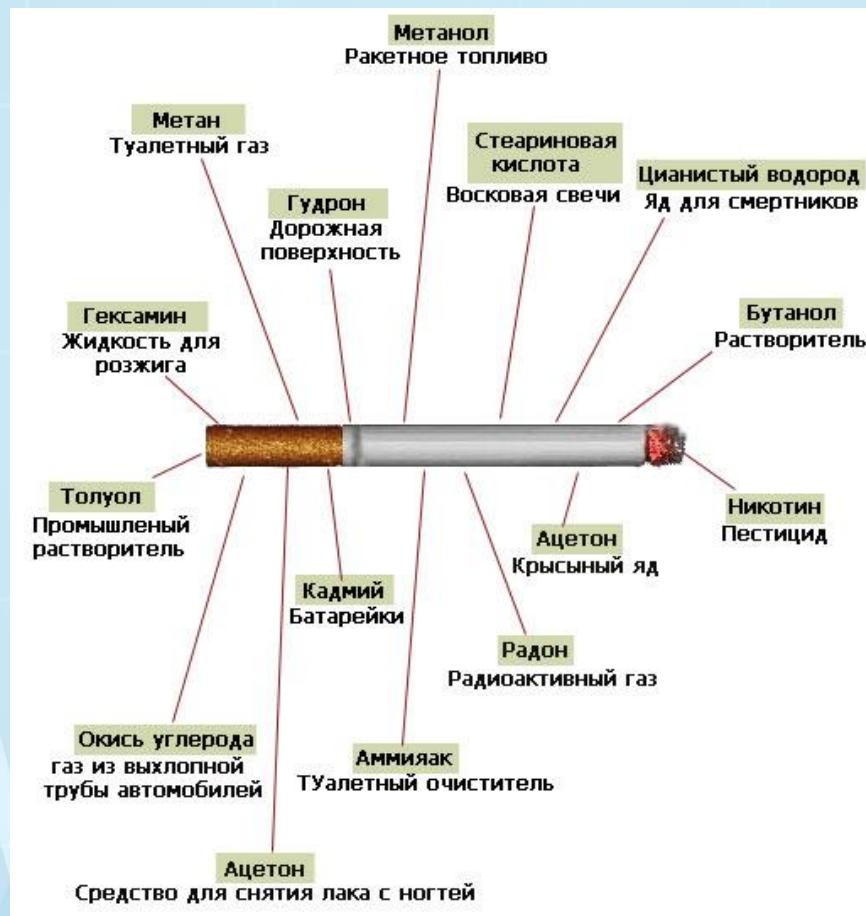 Метанол
Ракетное топливо
Метан
Туалетный газ
Стеариновая
кислота
Восковая свечи
Цианистый водород
Яд для смертников
Гудрон
Дорожная
поверхность
Гексамин
Жидкость для
розжига
Бутанол
Растворитель
Толуол
Промышленый
растворитель
Никотин
Пестицид
Ацетон
Крысыный яд
Кадмий
Батарейки
Радон
Радиоактивный газ
Окись углерода
газ из выхлопной
трубы автомобилей
Аммияак
ТУалетный очиститель
Ацетон
Средство для снятия лака с ногтей